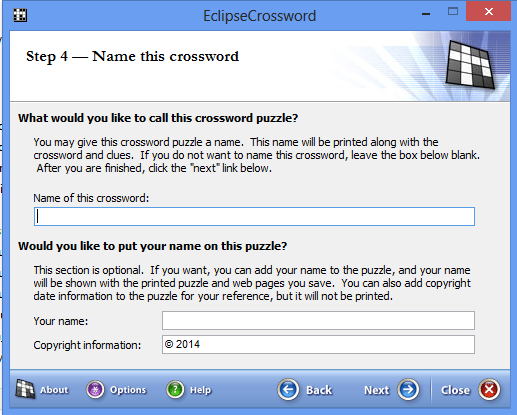 EclipseCrossword
Step 4 — Name this crossword
What would you like to call this crossword puzzle?
You may give this crossword puzzle a name.  This name will be printed along with the
crossword and clues.  If you do not want to name this crossword, leave the box below blank.
After you are finished, click the "next" link below.
Name of this crossword:
Would you like to put your name on this puzzle?
This section is optional.  If you want, you can add your name to the puzzle, and your name
will be shown with the printed puzzle and web pages you save.  You can also add copyright
date information to the puzzle for your reference, but it will not be printed.
Your name:
Copyright information: © 2014
About Options Help Back Next Close